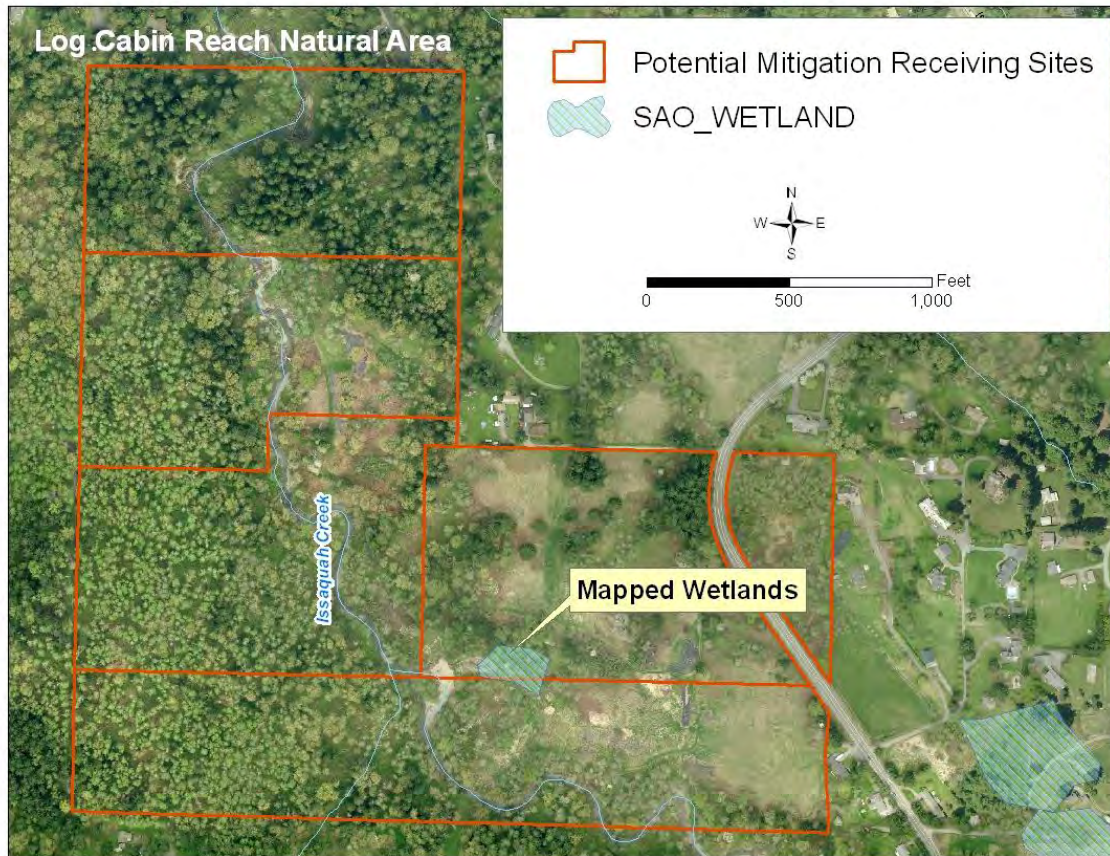 Log Cabin Reach Natural Area
Potential Mitigation Receiving Sites
SAO_WETLAND
N
W E
S
Feet
0 500 1,000
Issaquah Creek
Mapped Wetlands